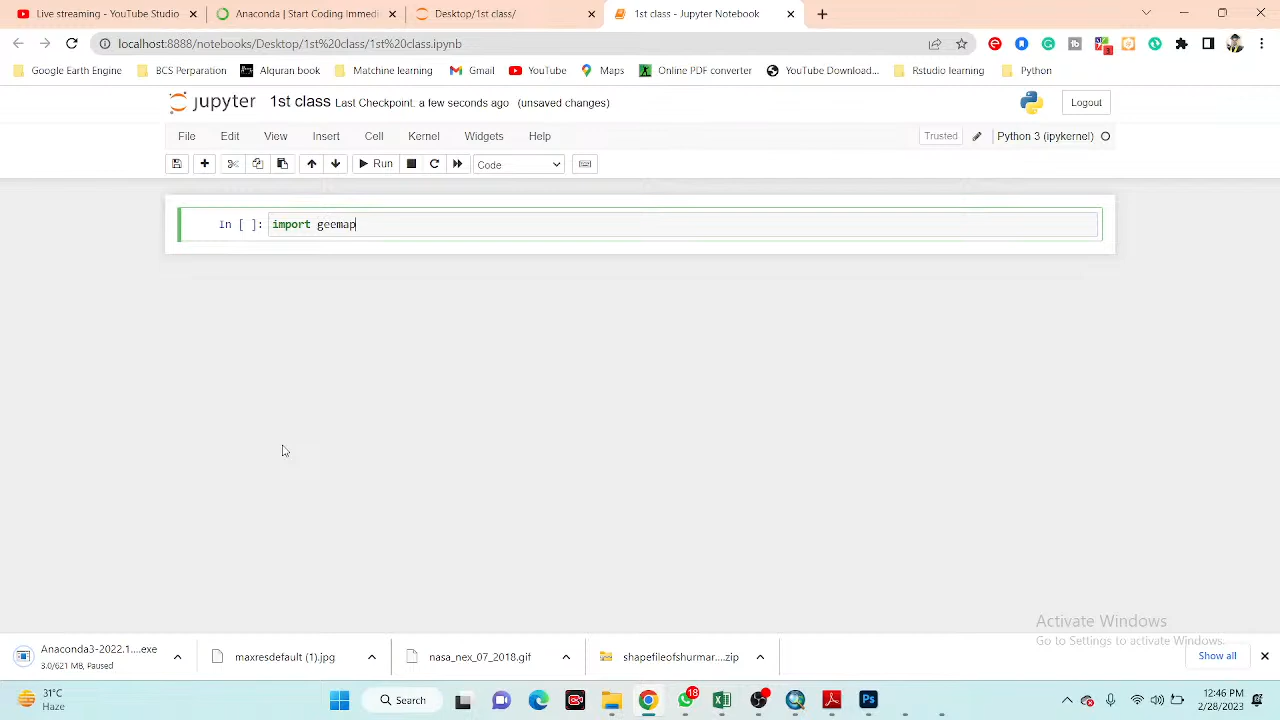 Live streaming - YouTube Studio
Anaconda | Start Coding Immedi
Desktop/1st class/
1st class - Jupyter Notebook
localhost:8888/notebooks/Desktop/1st%20class/1st%20class.ipynb
Google Earth Engine
BCS Perparation
Alquran book
Matchine learning
Gmail
YouTube
Maps
Online PDF converter
YouTube Download...
Rstudio learning
Python
jupyter 1st class Last Checkpoint: a few seconds ago (unsaved changes)
Logout
File Edit View Insert Cell Kernel Widgets Help
Trusted
Python 3 (ipykernel)
Run
Code
In [ ]: import geemap
Activate Windows
Go to Settings to activate Windows.
Anaconda3-2022.1....exe
3.0/621 MB, Paused
maxresdefault (1).jpg
nasa_nex_07_2019.gif
shapefileofshurmar....zip
Show all
31°C
Haze
Search
18
12:46 PM
2/28/2023